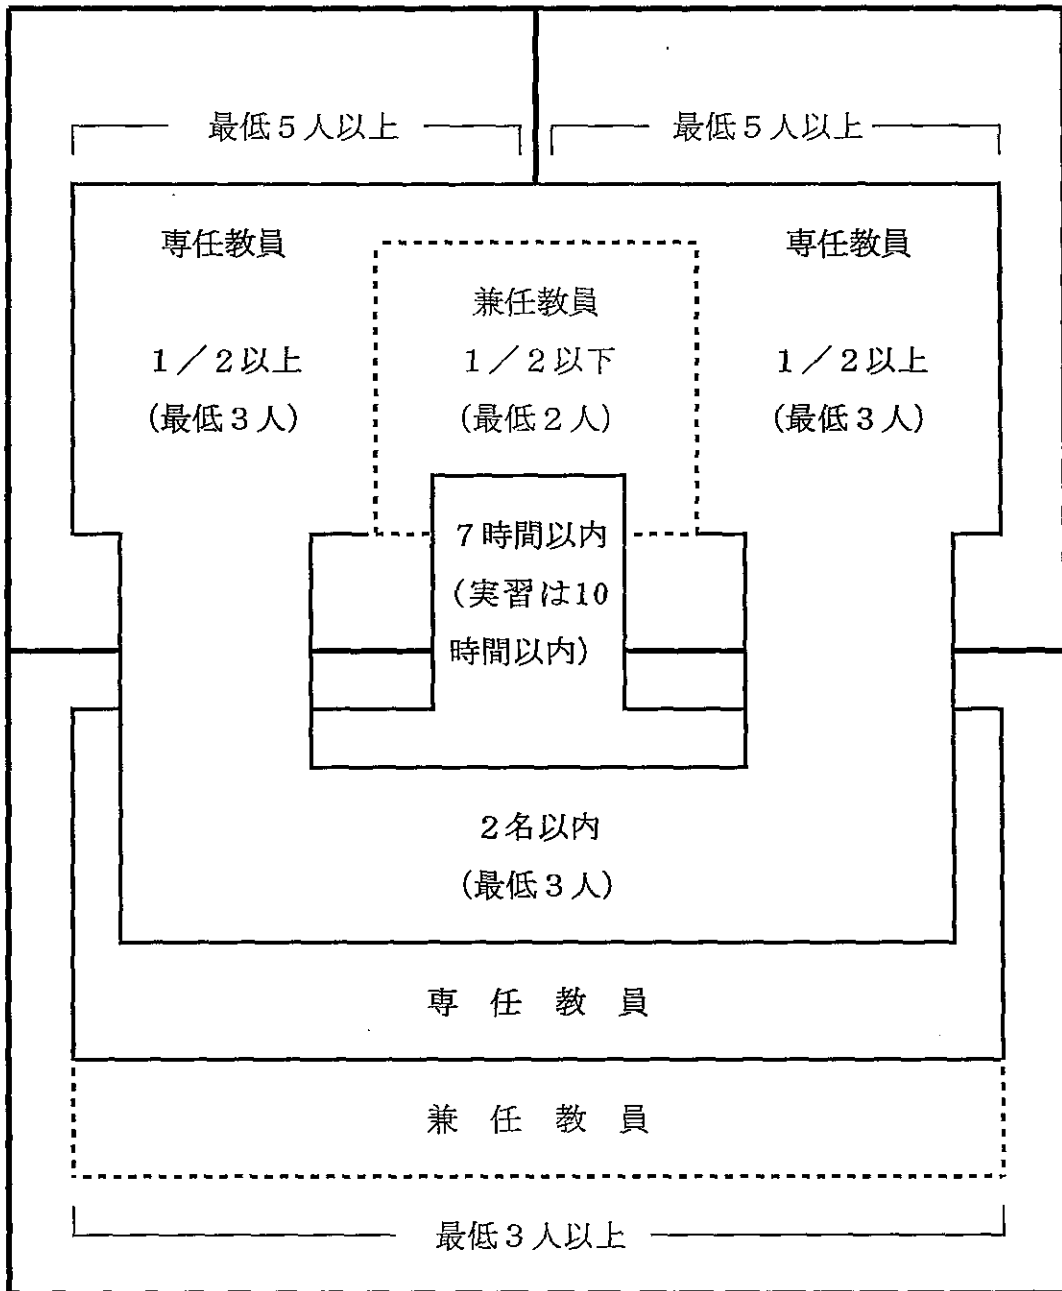 最低5人以上
最低5人以上
専任教員
専任教員
兼任教員
1／2以上
1／2以下
1／2以上
(最低3人)
(最低2人)
(最低3人)
7時間以内
(実習は10
時間以内)
2名以内
(最低3人)
専任教員
兼任教員
最低3人以上